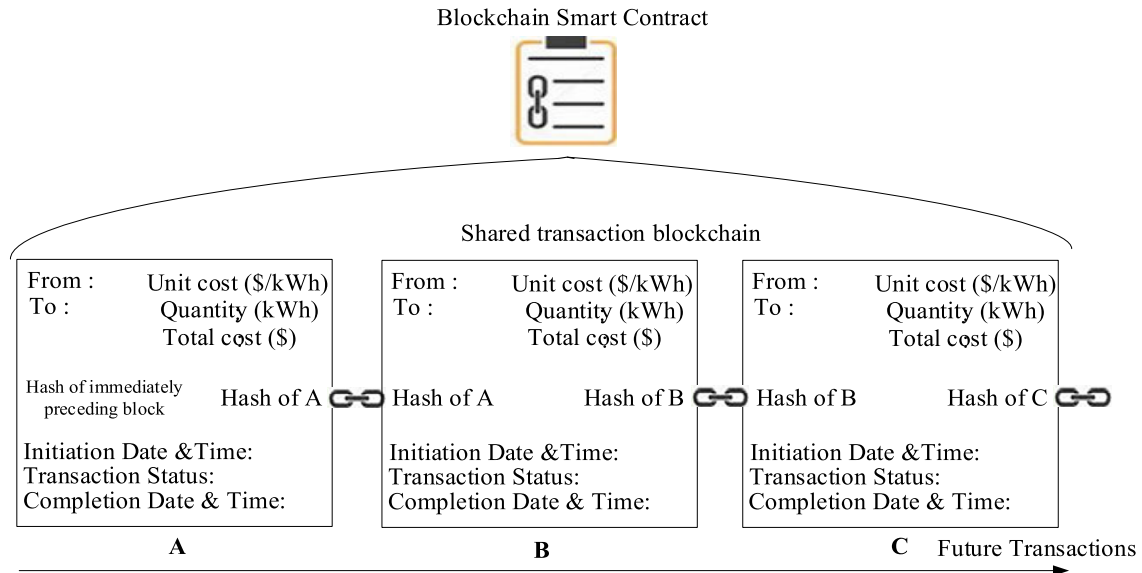 Blockchain Smart Contract
Shared transaction blockchain
From :
Unit cost ($/kWh)
To :
Quantity (kWh)
Total cost ($)
Hash of immediately
preceding block
Hash of A
Initiation Date &Time:
Transaction Status:
Completion Date & Time:
A
From :
Unit cost ($/kWh)
To :
Quantity (kWh)
Total cost ($)
Hash of A
Hash of B
Initiation Date &Time:
Transaction Status:
Completion Date & Time:
B
From :
Unit cost ($/kWh)
To :
Quantity (kWh)
Total cost ($)
Hash of B
Hash of C
Initiation Date &Time:
Transaction Status:
Completion Date & Time:
C
Future Transactions